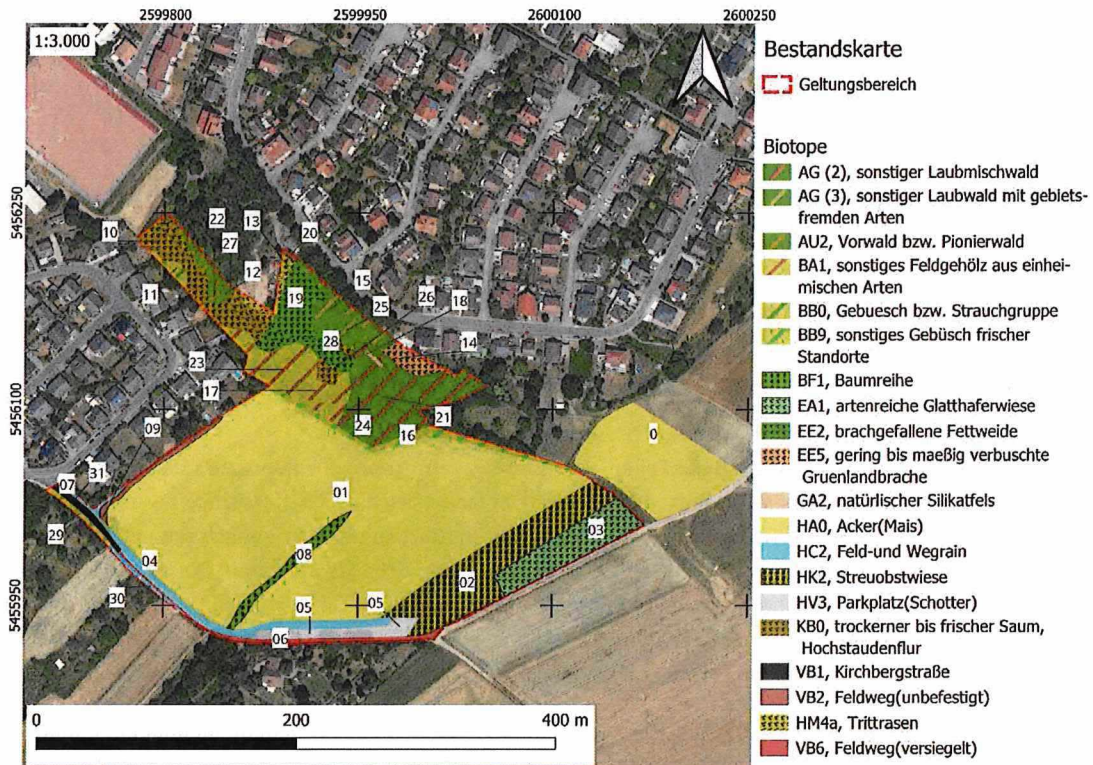 2599800 2599950 2600100 2600250
1:3.000
5456250
5456100
5455950
10
22
13
27
20
12
11
19
15
25
26
18
28
14
23
17
21
24
16
09
0
31
07
01
29
03
04
08
02
30
05
05
06
0 200 400 m
Bestandskarte
Geltungsbereich
Biotope
AG (2), sonstiger Laubmischwald
AG (3), sonstiger Laubwald mit gebiets-
fremden Arten
AU2, Vorwald bzw. Pionierwald
BA1, sonstiges Feldgehölz aus einhei-
mischen Arten
BB0, Gebuesch bzw. Strauchgruppe
BB9, sonstiges Gebüsch frischer
Standorte
BF1, Baumreihe
EA1, artenreiche Glatthaferwiese
EE2, brachgefallene Fettweide
EE5, gering bis maeßig verbuschte
Gruenlandbrache
GA2, natürlischer Silikatfels
HA0, Acker(Mais)
HC2, Feld-und Wegrain
HK2, Streuobstwiese
HV3, Parkplatz(Schotter)
KB0, trockerner bis frischer Saum,
Hochstaudenflur
VB1, Kirchbergstraße
VB2, Feldweg(unbefestigt)
HM4a, Trittrasen
VB6, Feldweg(versiegelt)